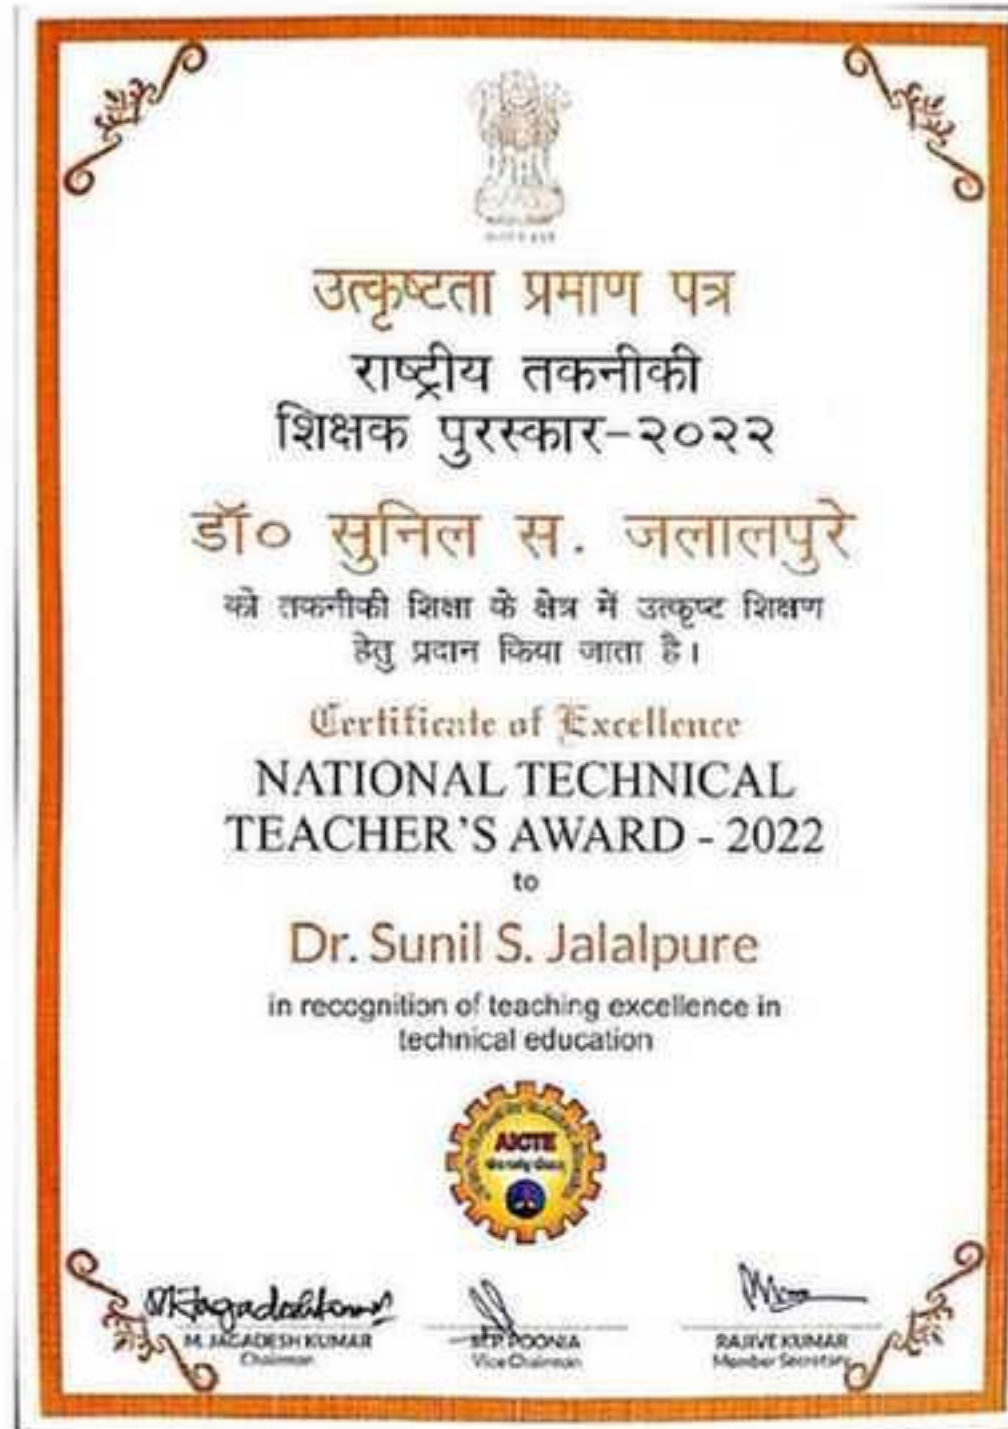 उत्कृष्टता प्रमाण पत्र
राष्ट्रीय तकनीकी
शिक्षक पुरस्कार-२०२२
डॉ० सुनिल स. जलालपुरे
को तकनीकी शिक्षा के क्षेत्र में उत्कृष्ट शिक्षण
हेतु प्रदान किया जाता है।
Certificate of Excellence
NATIONAL TECHNICAL
TEACHER'S AWARD - 2022
to
Dr. Sunil S. Jalalpure
in recognition of teaching excellence in
technical education
AICTE
M. JAGADESH KUMAR
Chairman
POONIA
Vice Chairman
RAJIVE KUMAR
Member Secretary